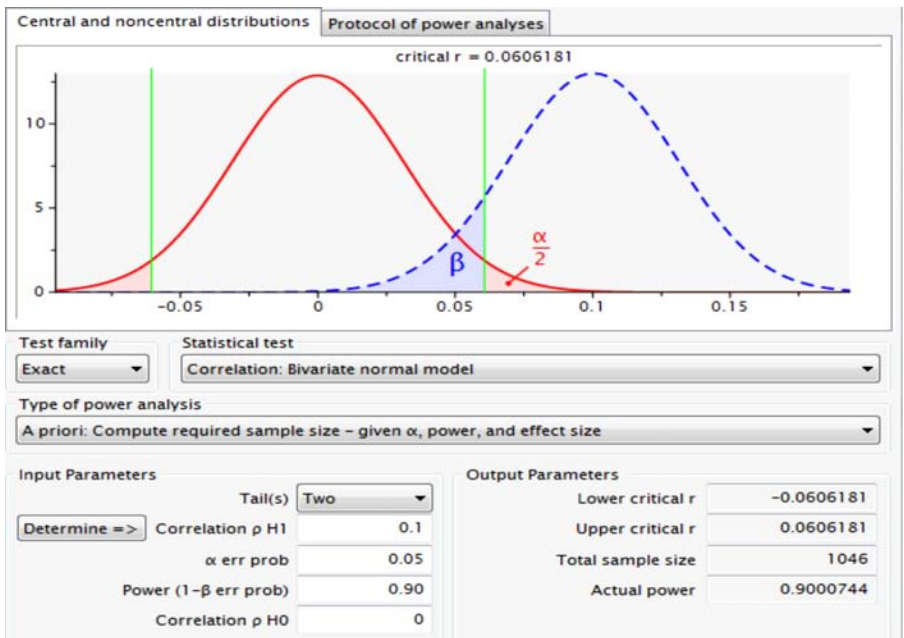 Central and noncentral distributions
Protocol of power analyses
critical r = 0.0606181
10
5
0
β
α
2
-0.05 0 0.05 0.1 0.15
Test family
Statistical test
Exact
Correlation: Bivariate normal model
Type of power analysis
A priori: Compute required sample size – given α, power, and effect size
Input Parameters
Tail(s) Two
Determine => Correlation ρ H1 0.1
α err prob 0.05
Power (1-β err prob) 0.90
Correlation ρ H0 0
Output Parameters
Lower critical r -0.0606181
Upper critical r 0.0606181
Total sample size 1046
Actual power 0.9000744